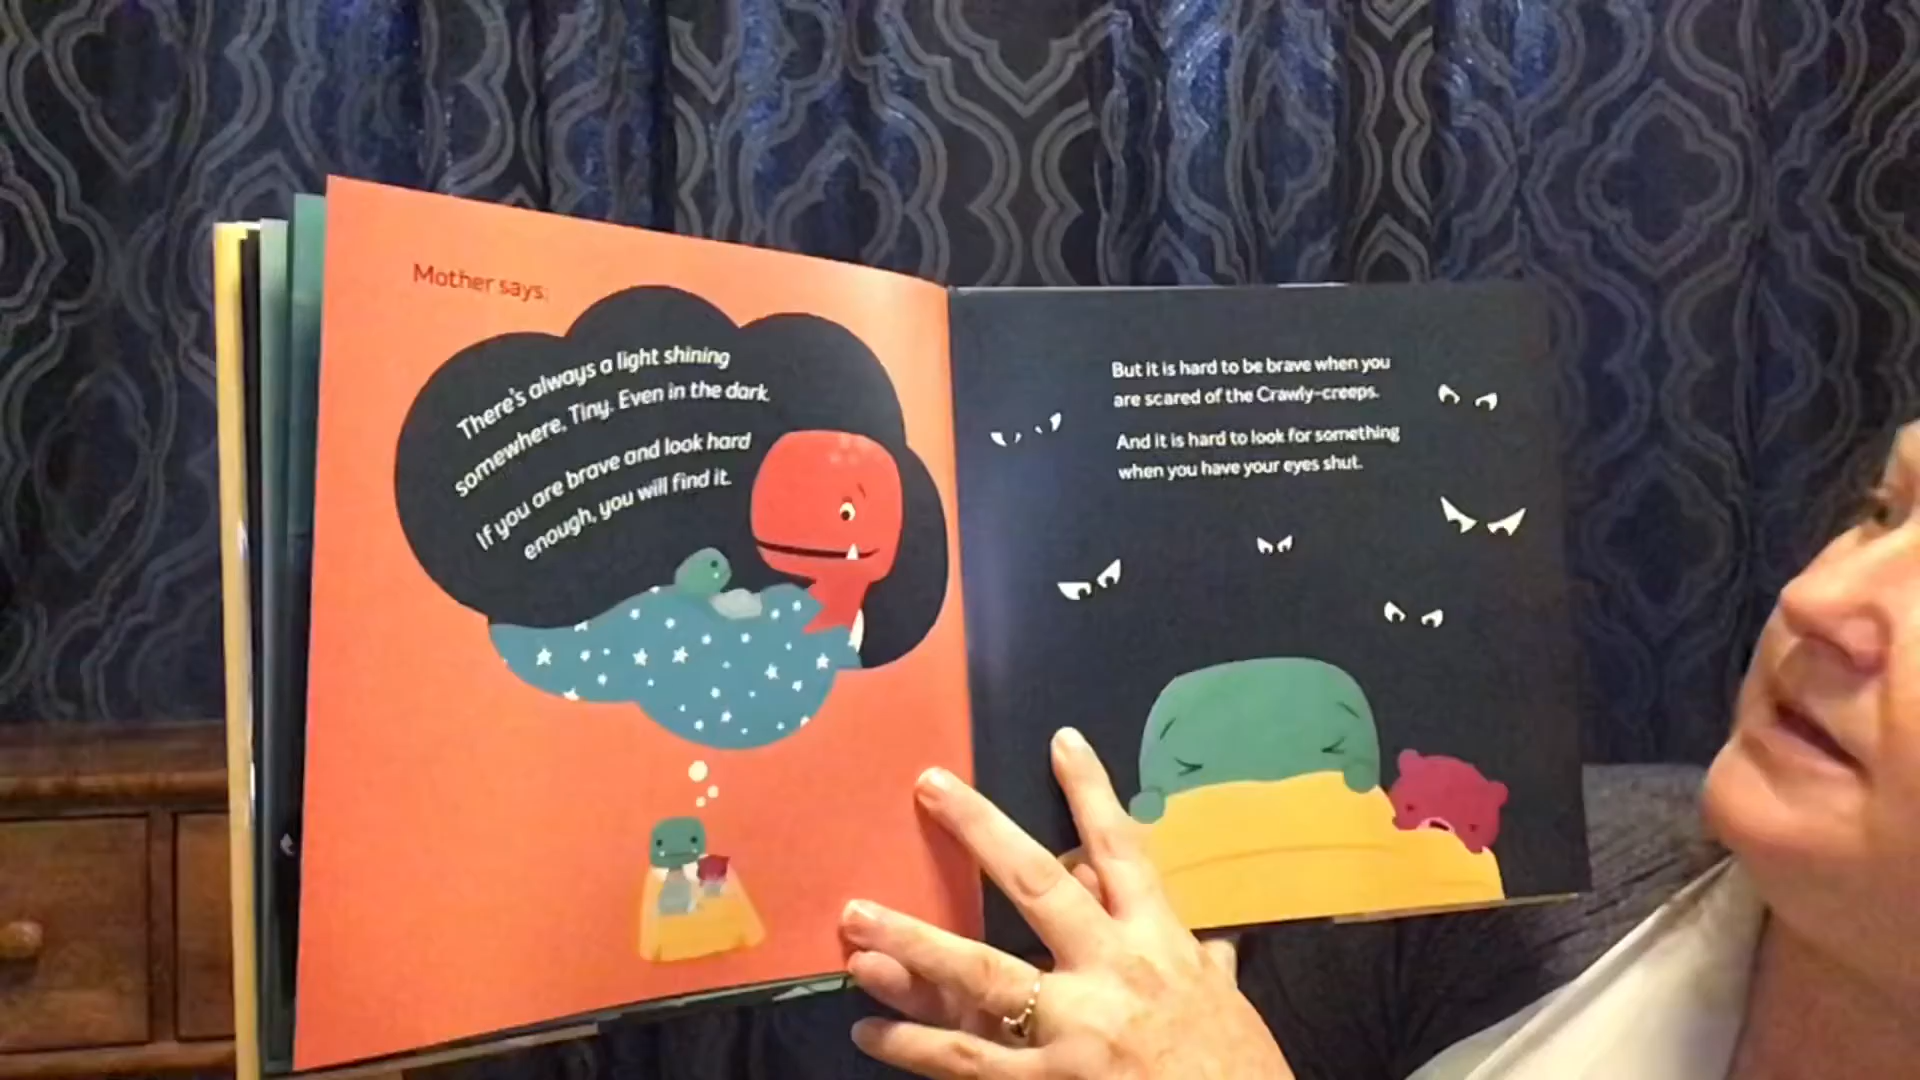 Mother says:
There's always a light shining
somewhere, Tiny. Even in the dark.
If you are brave and look hard
enough, you will find it.
But it is hard to be brave when you
are scared of the Crawly-creeps.
And it is hard to look for something
when you have your eyes shut.